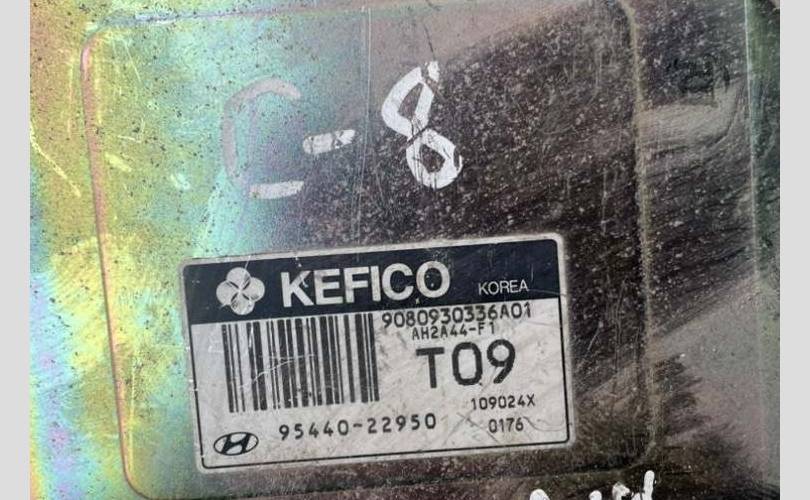 C-8
KEFICO KOREA
9080930336A01
AH2A44-F1
T09
109024X
95440-22950
0176